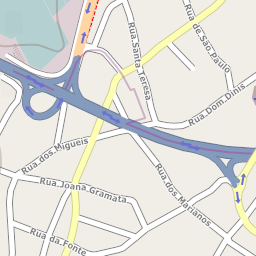 Rua Santa Teresa
Rua de São Paulo
Rua Dom Dinis
Rua dos Migueis
Rua Joana Gramata
Rua dos Marianos
Rua da Fonte